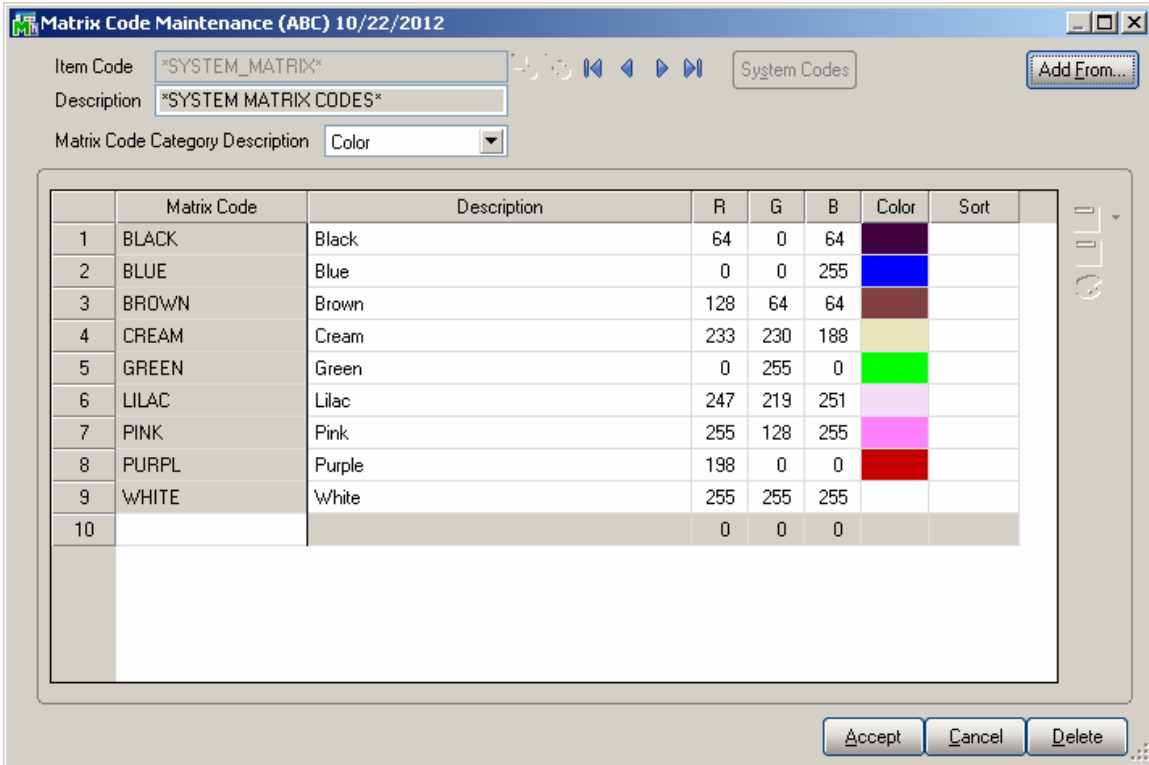 Matrix Code Maintenance (ABC) 10/22/2012
Item Code *SYSTEM_MATRIX* System Codes Add From...
Description *SYSTEM MATRIX CODES*
Matrix Code Category Description Color
Matrix Code Description R G B Color Sort
1 BLACK Black 64 0 64
2 BLUE Blue 0 0 255
3 BROWN Brown 128 64 64
4 CREAM Cream 233 230 188
5 GREEN Green 0 255 0
6 LILAC Lilac 247 219 251
7 PINK Pink 255 128 255
8 PURPL Purple 198 0 0
9 WHITE White 255 255 255
10 0 0 0
Accept Cancel Delete